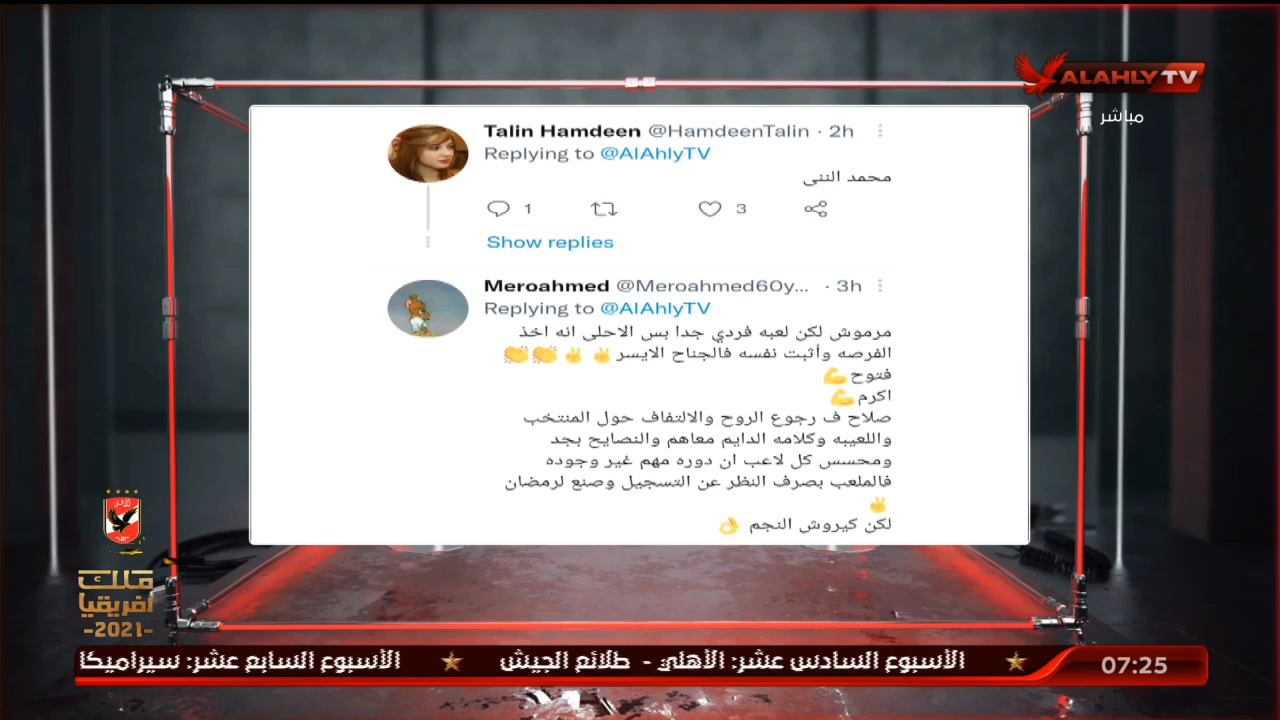 ALAHLY TV
مباشر
Talin Hamdeen @HamdeenTalin · 2h
Replying to @AlAhlyTV
محمد الننى
1 3
Show replies
Meroahmed @Meroahmed60y... · 3h
Replying to @AlAhlyTV
مرموش لكن لعبه فردي جدا بس الاحلى انه اخذ
الفرصه وأثبت نفسه فالجناح الايسر✌️✌️👏👏
فتوح💪
اكرم💪
صلاح ف رجوع الروح والالتفاف حول المنتخب
واللعيبه وكلامه الدايم معاهم والنصايح بجد
ومحسس كل لاعب ان دوره مهم غير وجوده
فالملعب بصرف النظر عن التسجيل وصنع لرمضان
✌️
لكن كيروش النجم 👌
ملك
افريقيا
-2021-
الأسبوع السادس عشر: الأهلي - طلائع الجيش ★ الأسبوع السابع عشر: سيراميكا
07:25